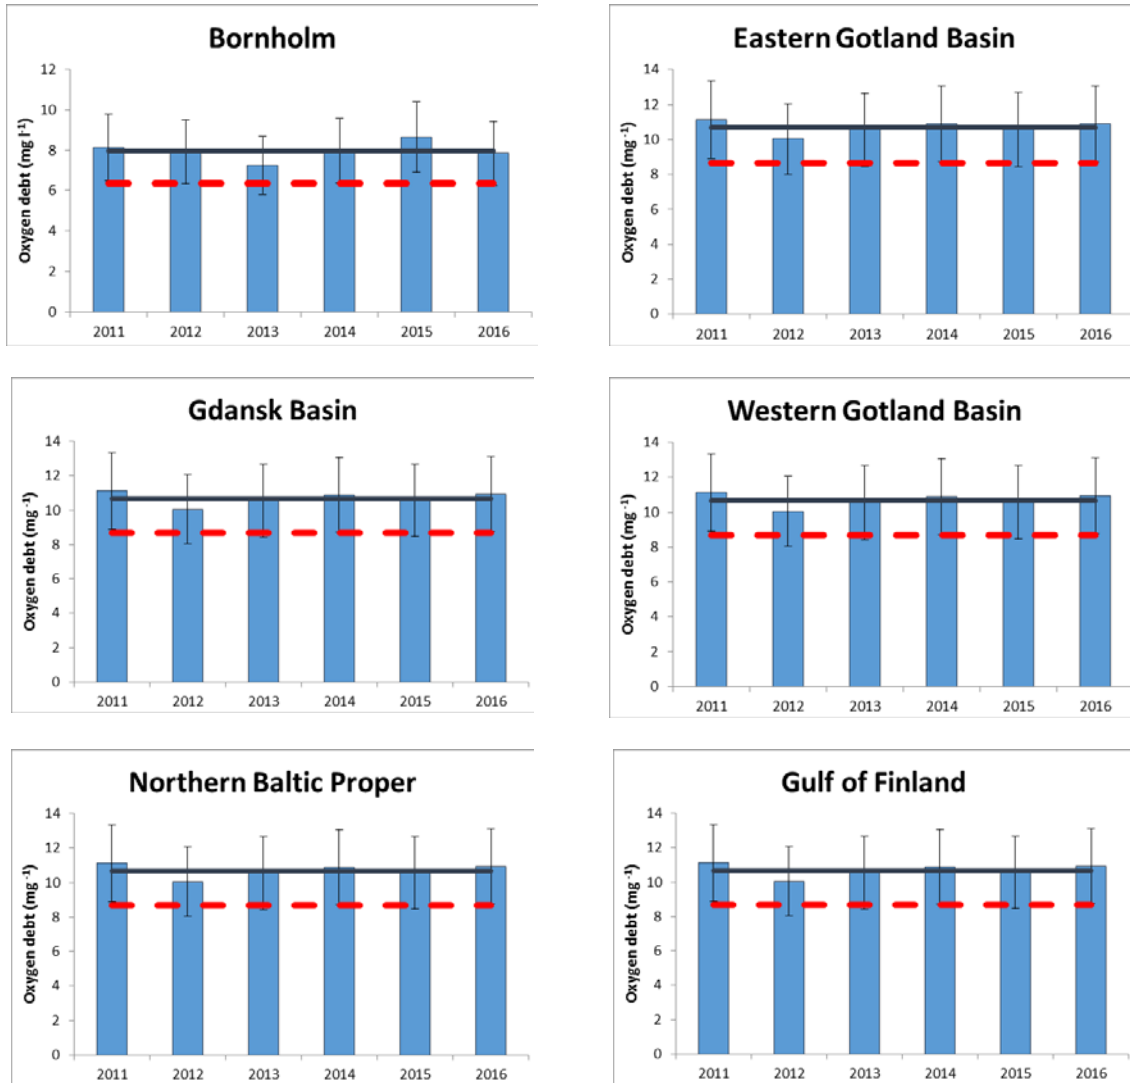 Bornholm
Oxygen debt (mg l-1)
12
10
8
6
4
2
0
2011 2012 2013 2014 2015 2016
Eastern Gotland Basin
Oxygen debt (mg -1)
14
12
10
8
6
4
2
0
2011 2012 2013 2014 2015 2016
Gdansk Basin
Oxygen debt (mg -1)
14
12
10
8
6
4
2
0
2011 2012 2013 2014 2015 2016
Western Gotland Basin
Oxygen debt (mg -1)
14
12
10
8
6
4
2
0
2011 2012 2013 2014 2015 2016
Northern Baltic Proper
Oxygen debt (mg -1)
14
12
10
8
6
4
2
0
2011 2012 2013 2014 2015 2016
Gulf of Finland
Oxygen debt (mg -1)
14
12
10
8
6
4
2
0
2011 2012 2013 2014 2015 2016